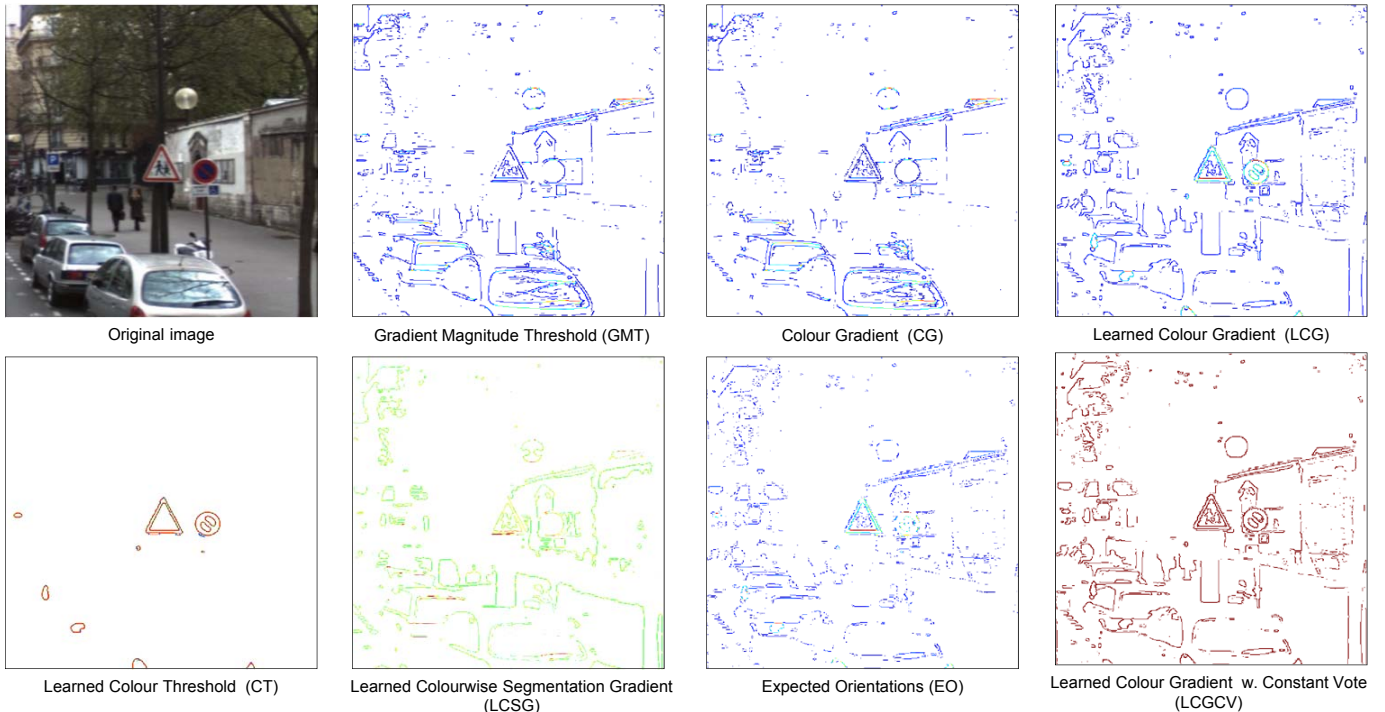 Original image
Gradient Magnitude Threshold (GMT)
Colour Gradient (CG)
Learned Colour Gradient (LCG)
Learned Colour Threshold (CT)
Learned Colourwise Segmentation Gradient
(LCSG)
Expected Orientations (EO)
Learned Colour Gradient w. Constant Vote
(LCGCV)